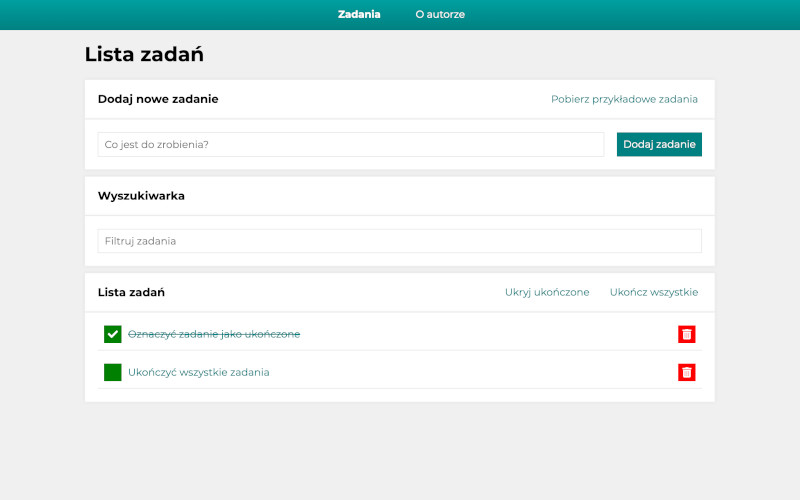 Zadania O autorze
Lista zadań
Dodaj nowe zadanie Pobierz przykładowe zadania
Co jest do zrobienia? Dodaj zadanie
Wyszukiwarka
Filtruj zadania
Lista zadań Ukryj ukończone Ukończ wszystkie
Oznaczyć zadanie jako ukończone
Ukończyć wszystkie zadania